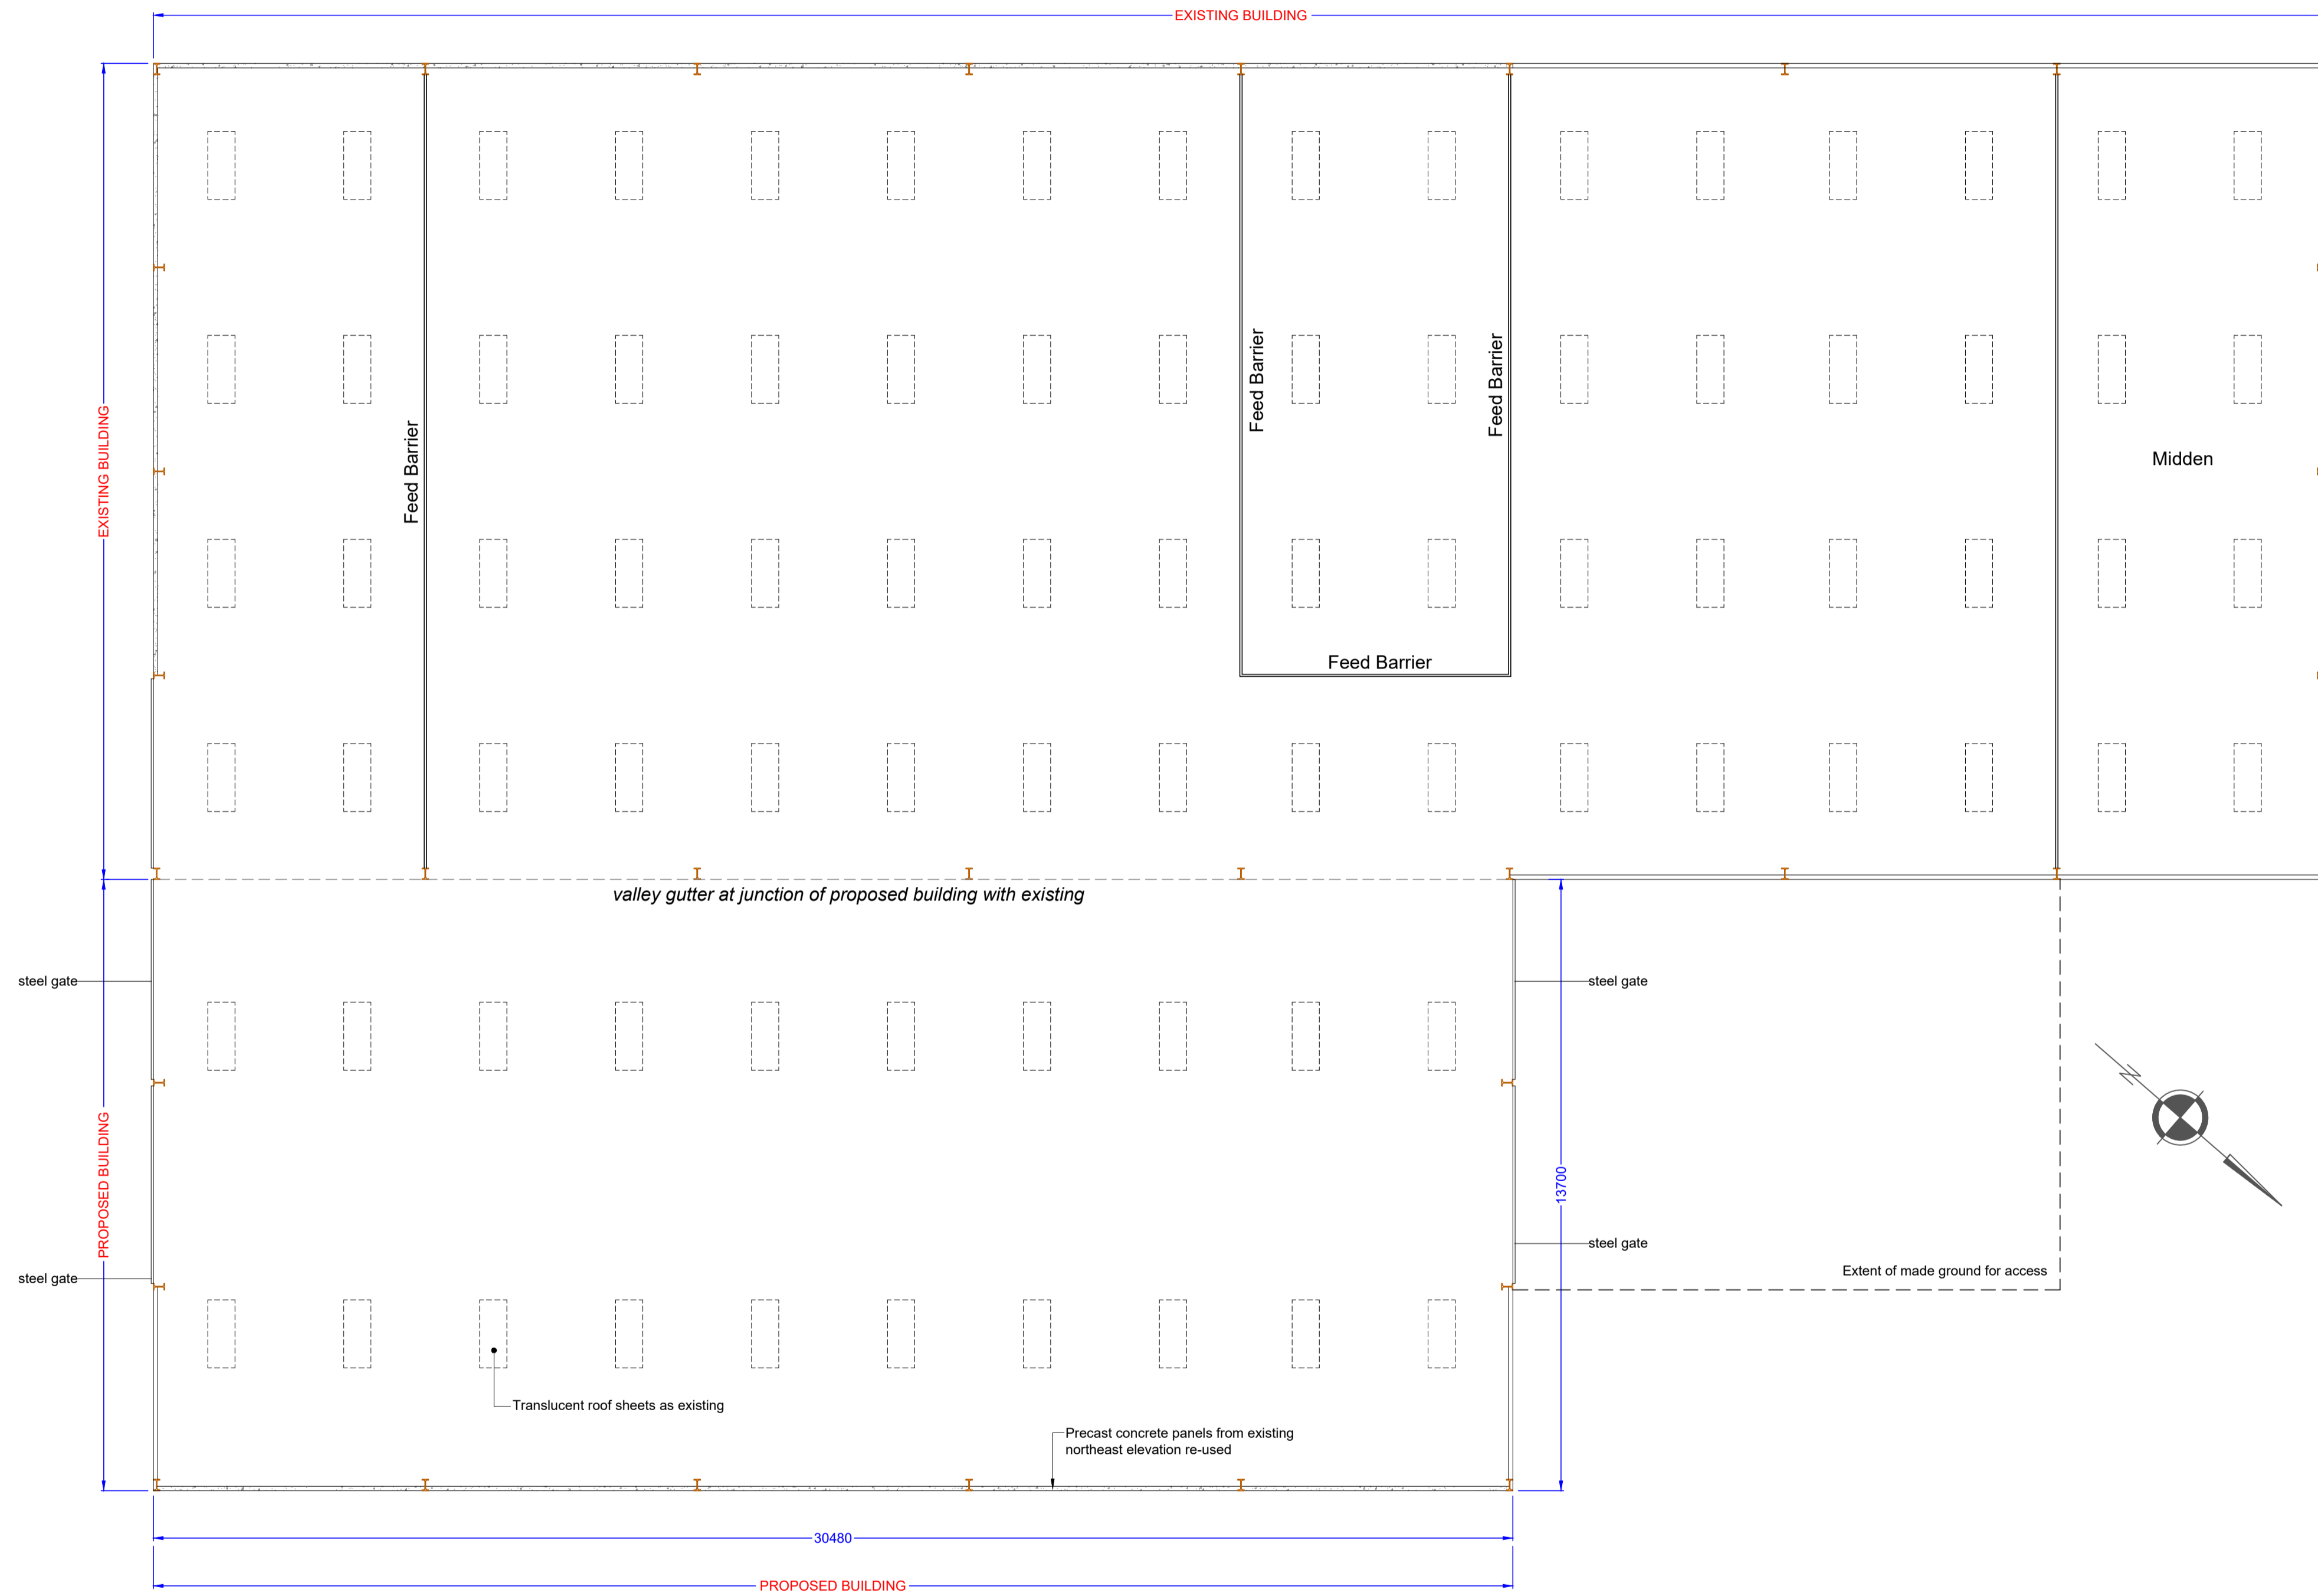 EXISTING BUILDING
EXISTING BUILDING
Feed Barrier
Feed Barrier
Feed Barrier
Midden
Feed Barrier
valley gutter at junction of proposed building with existing
steel gate
steel gate
N
PROPOSED BUILDING
13700
steel gate
steel gate
Extent of made ground for access
Translucent roof sheets as existing
Precast concrete panels from existing
northeast elevation re-used
30480
PROPOSED BUILDING